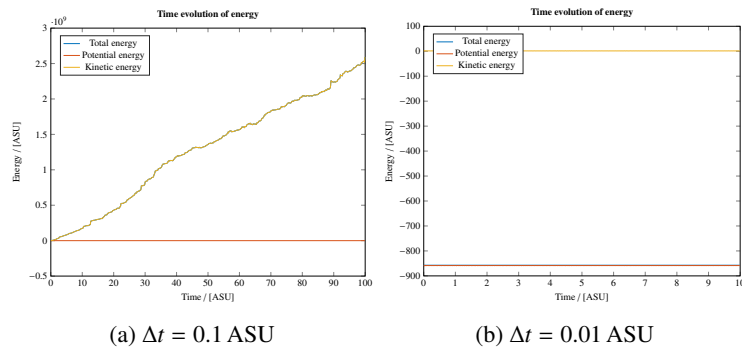 Time evolution of energy
·10^9
3
2.5
2
1.5
1
0.5
0
−0.5
0 10 20 30 40 50 60 70 80 90 100
Energy / [ASU]
Time / [ASU]
Total energy
Potential energy
Kinetic energy
(a) Δt = 0.1 ASU
Time evolution of energy
100
0
−100
−200
−300
−400
−500
−600
−700
−800
−900
0 1 2 3 4 5 6 7 8 9 10
Energy / [ASU]
Time / [ASU]
Total energy
Potential energy
Kinetic energy
(b) Δt = 0.01 ASU